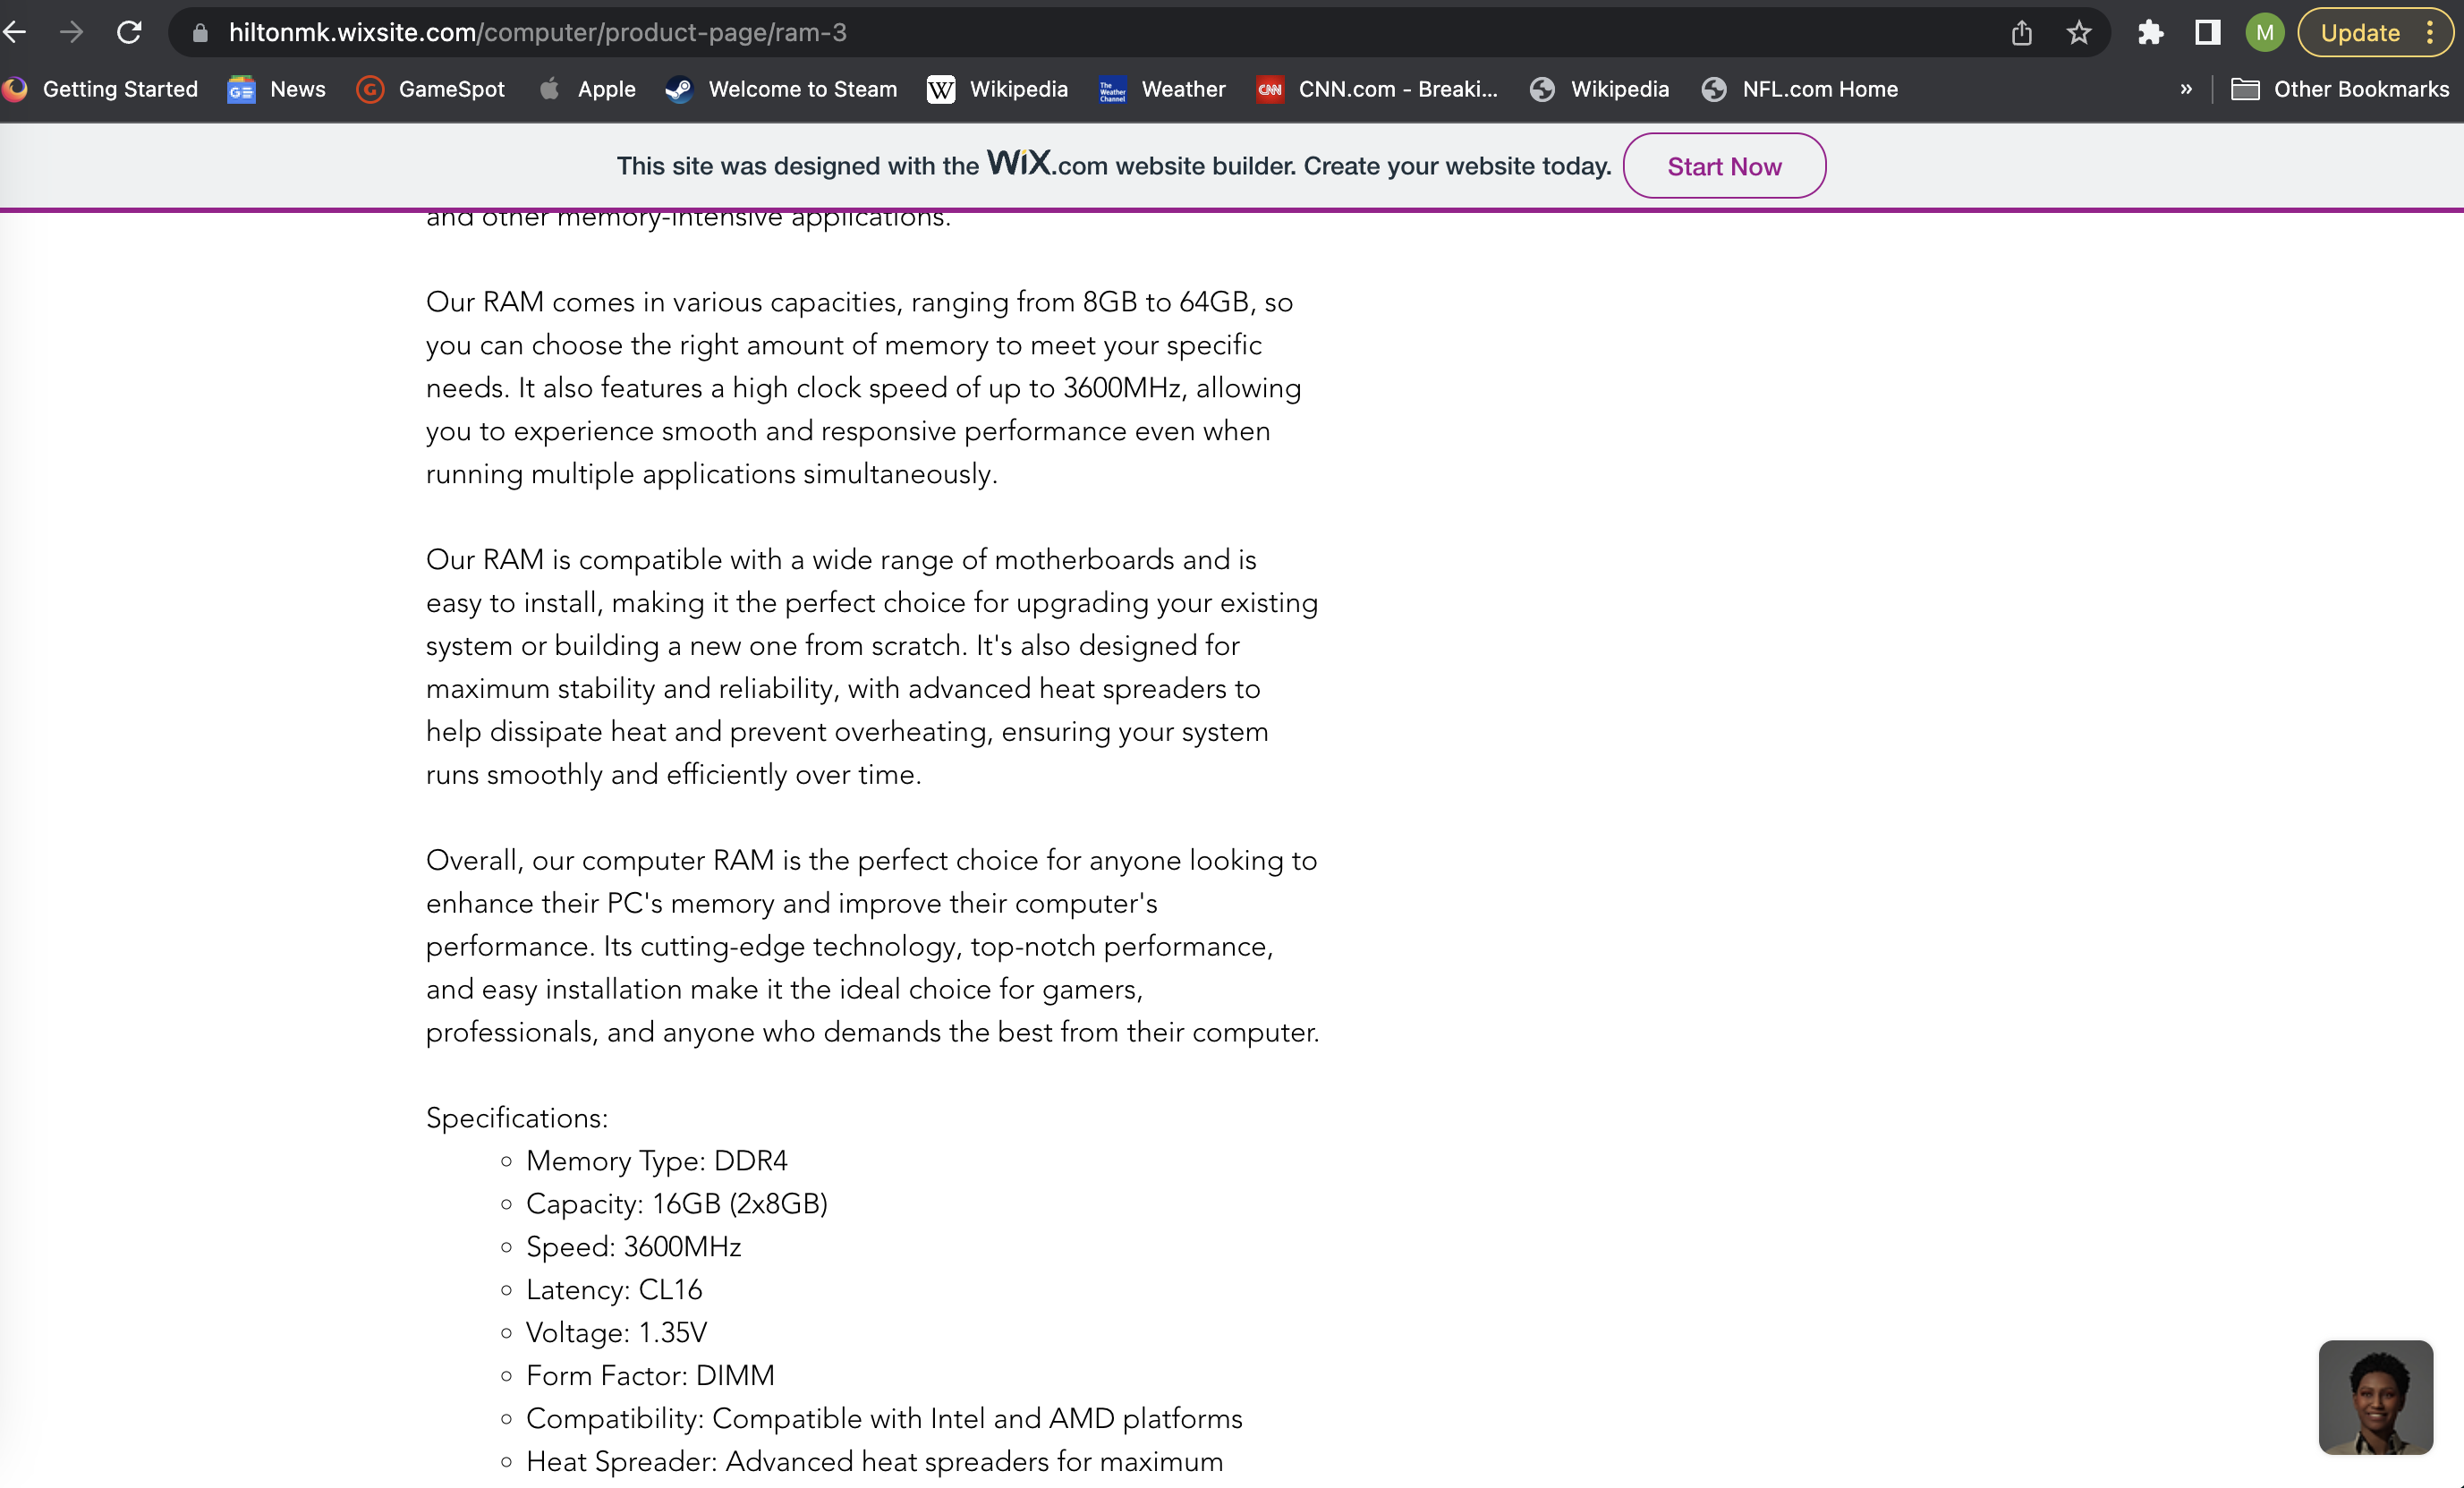 hiltonmk.wixsite.com/computer/product-page/ram-3
M
Update
Getting Started
GE
News
G
GameSpot
Apple
Welcome to Steam
W
Wikipedia
The Weather Channel
Weather
CNN
CNN.com - Breaki...
Wikipedia
NFL.com Home
»
Other Bookmarks
This site was designed with the WiX.com website builder. Create your website today.
Start Now
and other memory-intensive applications.
Our RAM comes in various capacities, ranging from 8GB to 64GB, so
you can choose the right amount of memory to meet your specific
needs. It also features a high clock speed of up to 3600MHz, allowing
you to experience smooth and responsive performance even when
running multiple applications simultaneously.
Our RAM is compatible with a wide range of motherboards and is
easy to install, making it the perfect choice for upgrading your existing
system or building a new one from scratch. It's also designed for
maximum stability and reliability, with advanced heat spreaders to
help dissipate heat and prevent overheating, ensuring your system
runs smoothly and efficiently over time.
Overall, our computer RAM is the perfect choice for anyone looking to
enhance their PC's memory and improve their computer's
performance. Its cutting-edge technology, top-notch performance,
and easy installation make it the ideal choice for gamers,
professionals, and anyone who demands the best from their computer.
Specifications:
Memory Type: DDR4
Capacity: 16GB (2x8GB)
Speed: 3600MHz
Latency: CL16
Voltage: 1.35V
Form Factor: DIMM
Compatibility: Compatible with Intel and AMD platforms
Heat Spreader: Advanced heat spreaders for maximum